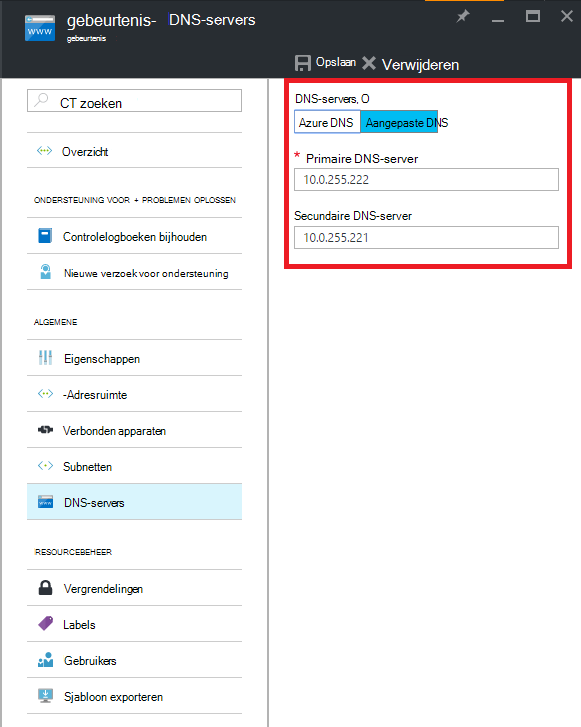 gebeurtenis- DNS-servers
gebeurtenis
www
Opslaan Verwijderen
CT zoeken
Overzicht
ONDERSTEUNING VOOR + PROBLEMEN OPLOSSEN
Controlelogboeken bijhouden
Nieuwe verzoek voor ondersteuning
ALGEMENE
Eigenschappen
-Adresruimte
Verbonden apparaten
Subnetten
DNS-servers
RESOURCEBEHEER
Vergrendelingen
Labels
Gebruikers
Sjabloon exporteren
DNS-servers, O
Azure DNS Aangepaste DNS
* Primaire DNS-server
10.0.255.222
Secundaire DNS-server
10.0.255.221